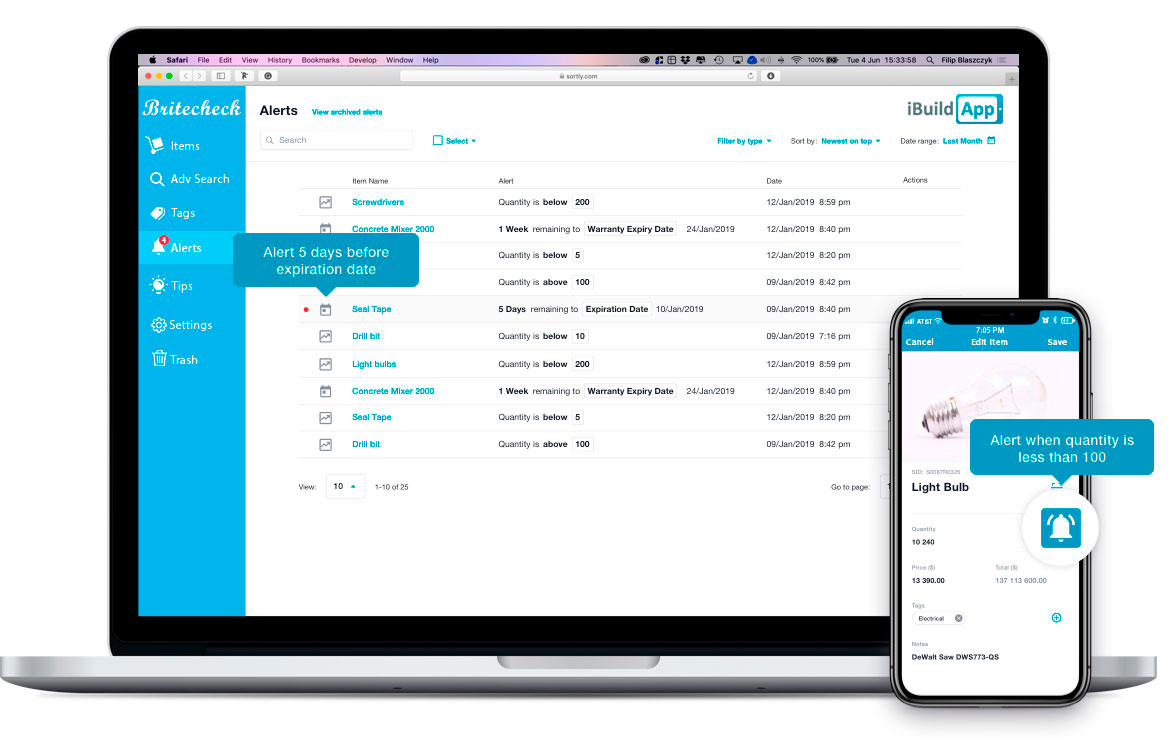 Safari File Edit View History Bookmarks Develop Window Help 100% Tue 4 Jun 15:33:58 Filip Blaszczyk
sortly.com
Britecheck
Items
Adv Search
Tags
4
Alerts
Tips
Settings
Trash
Alerts View archived alerts
iBuild App
Search Select Filter by type Sort by: Newest on top Date range: Last Month
Item Name Alert Date Actions
Screwdrivers Quantity is below 200 12/Jan/2019 8:59 pm
Concrete Mixer 2000 1 Week remaining to Warranty Expiry Date 24/Jan/2019 12/Jan/2019 8:40 pm
Quantity is below 5 12/Jan/2019 8:20 pm
Quantity is above 100 09/Jan/2019 8:42 pm
Alert 5 days before
expiration date
Seal Tape 5 Days remaining to Expiration Date 10/Jan/2019 09/Jan/2019 8:40 pm
Drill bit Quantity is below 10 09/Jan/2019 7:16 pm
Light bulbs Quantity is below 200 12/Jan/2019 8:59 pm
Concrete Mixer 2000 1 Week remaining to Warranty Expiry Date 24/Jan/2019 12/Jan/2019 8:40 pm
Seal Tape Quantity is below 5 12/Jan/2019 8:20 pm
Drill bit Quantity is above 100 09/Jan/2019 8:42 pm
View: 10 1-10 of 25 Go to page: 1
AT&T
7:05 PM
Cancel Edit Item Save
Alert when quantity is
less than 100
Light Bulb
Quantity
10 240
Price ($) Total ($)
13 390.00 137 113 600.00
Tags
Electrical
Notes
DeWalt Saw DWS773-QS